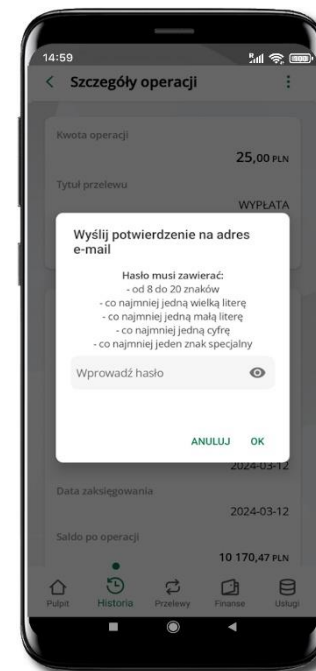 14:59
Szczegóły operacji
Kwota operacji
25,00 PLN
Tytuł przelewu
WYPŁATA
Wyślij potwierdzenie na adres
e-mail
Hasło musi zawierać:
- od 8 do 20 znaków
- co najmniej jedną wielką literę
- co najmniej jedną małą literę
- co najmniej jedną cyfrę
- co najmniej jeden znak specjalny
Wprowadź hasło
ANULUJ OK
2024-03-12
Data zaksięgowania
2024-03-12
Saldo po operacji
10 170,47 PLN
Pulpit Historia Przelewy Finanse Usługi